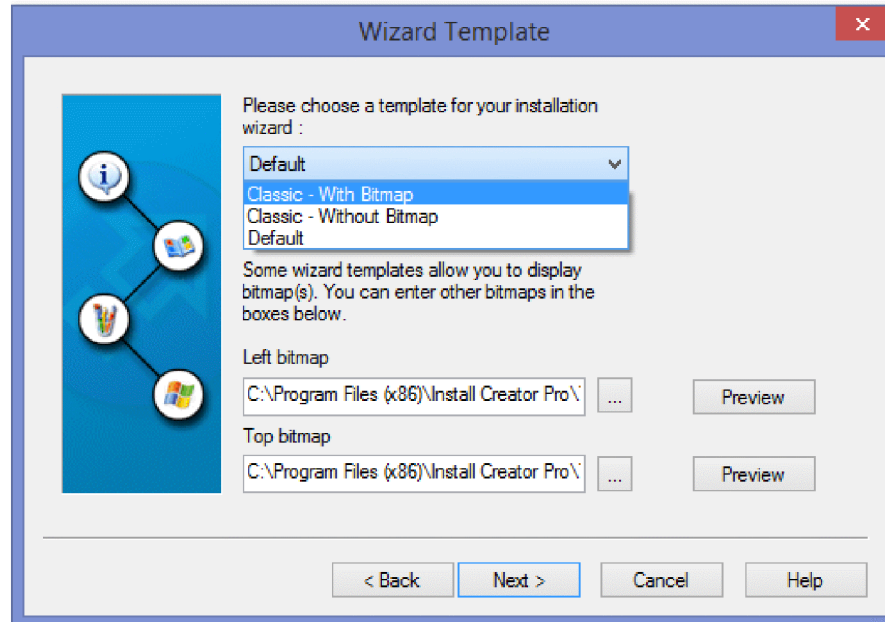 Wizard Template
Please choose a template for your installation
wizard :
Default
Classic - With Bitmap
Classic - Without Bitmap
Default
Some wizard templates allow you to display
bitmap(s). You can enter other bitmaps in the
boxes below.
Left bitmap
C:\Program Files (x86)\Install Creator Pro\
... Preview
Top bitmap
C:\Program Files (x86)\Install Creator Pro\
... Preview
< Back Next > Cancel Help